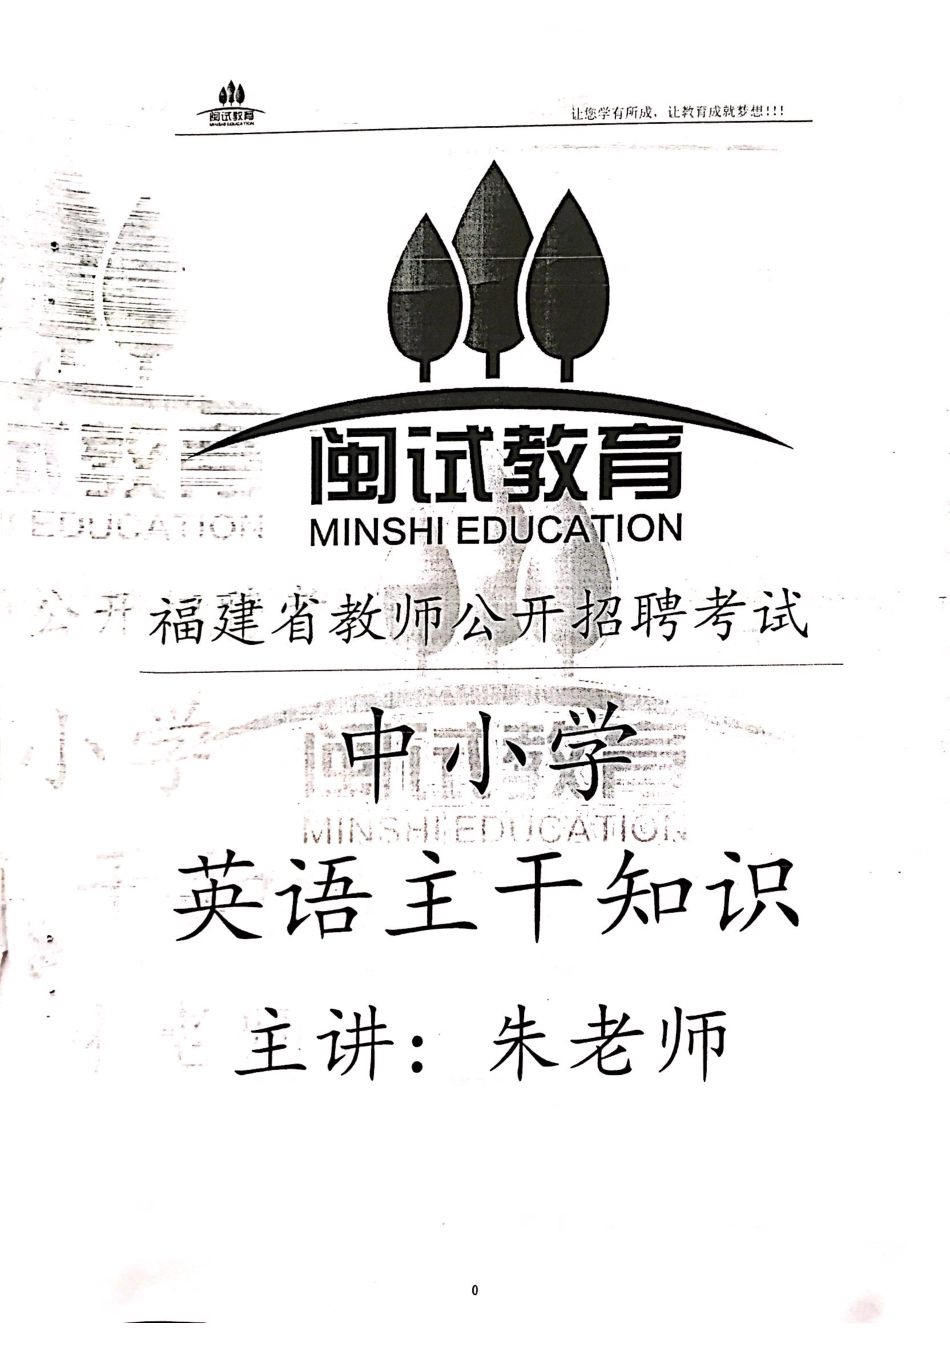 闽试教育
MINSHI EDUCATION
让您学有所成，让教育成就梦想!!!
闽试教育
MINSHI EDUCATION
福建省教师公开招聘考试
中小学
英语主干知识
主讲：朱老师
0